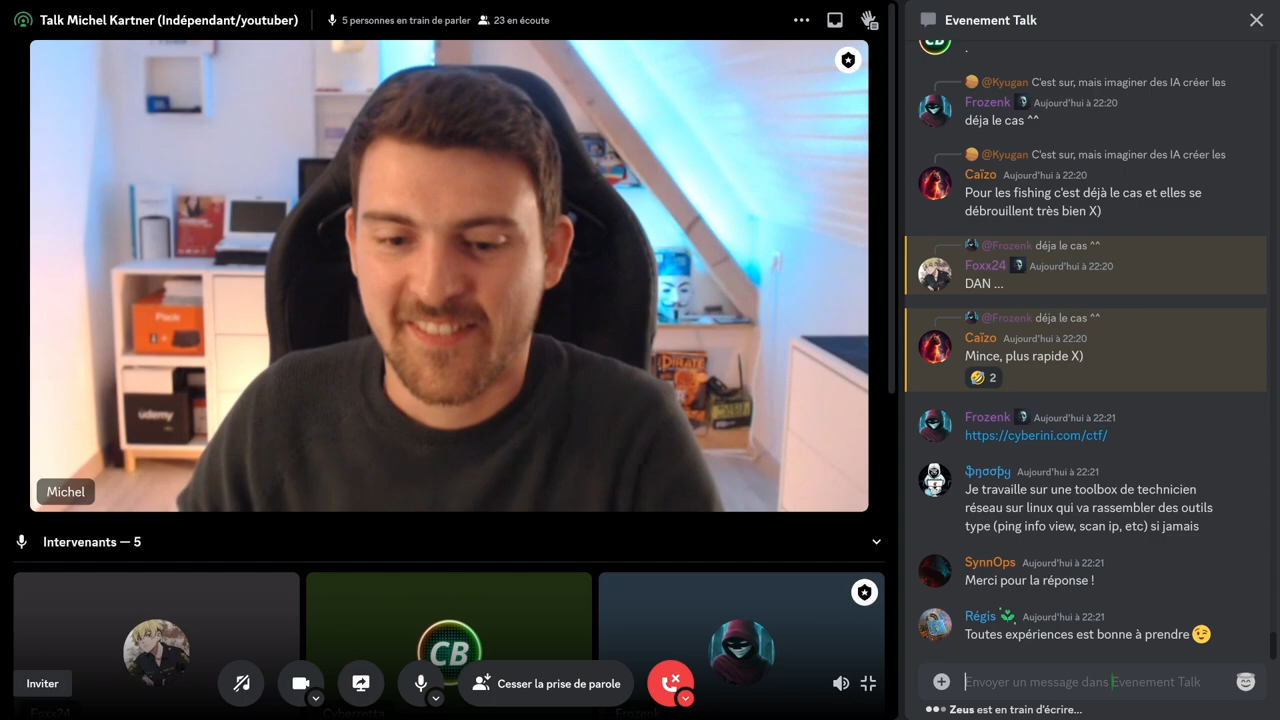 Talk Michel Kartner (Indépendant/youtuber)
5 personnes en train de parler
23 en écoute
Pack
udemy
PIRATE
Michel
Intervenants — 5
CB
Inviter
Cesser la prise de parole
Foxx24
Cyberretta
Frozenk
Evenement Talk
CB
.
@Kyugan C'est sur, mais imaginer des IA créer les
Frozenk Aujourd'hui à 22:20
déja le cas ^^
@Kyugan C'est sur, mais imaginer des IA créer les
Caïzo Aujourd'hui à 22:20
Pour les fishing c'est déjà le cas et elles se
débrouillent très bien X)
@Frozenk déja le cas ^^
Foxx24 Aujourd'hui à 22:20
DAN ...
@Frozenk déja le cas ^^
Caïzo Aujourd'hui à 22:20
Mince, plus rapide X)
2
Frozenk Aujourd'hui à 22:21
https://cyberini.com/ctf/
Aujourd'hui à 22:21
Je travaille sur une toolbox de technicien
réseau sur linux qui va rassembler des outils
type (ping info view, scan ip, etc) si jamais
SynnOps Aujourd'hui à 22:21
Merci pour la réponse !
Régis Aujourd'hui à 22:21
Toutes expériences est bonne à prendre
Envoyer un message dans Evenement Talk
Zeus est en train d'écrire...